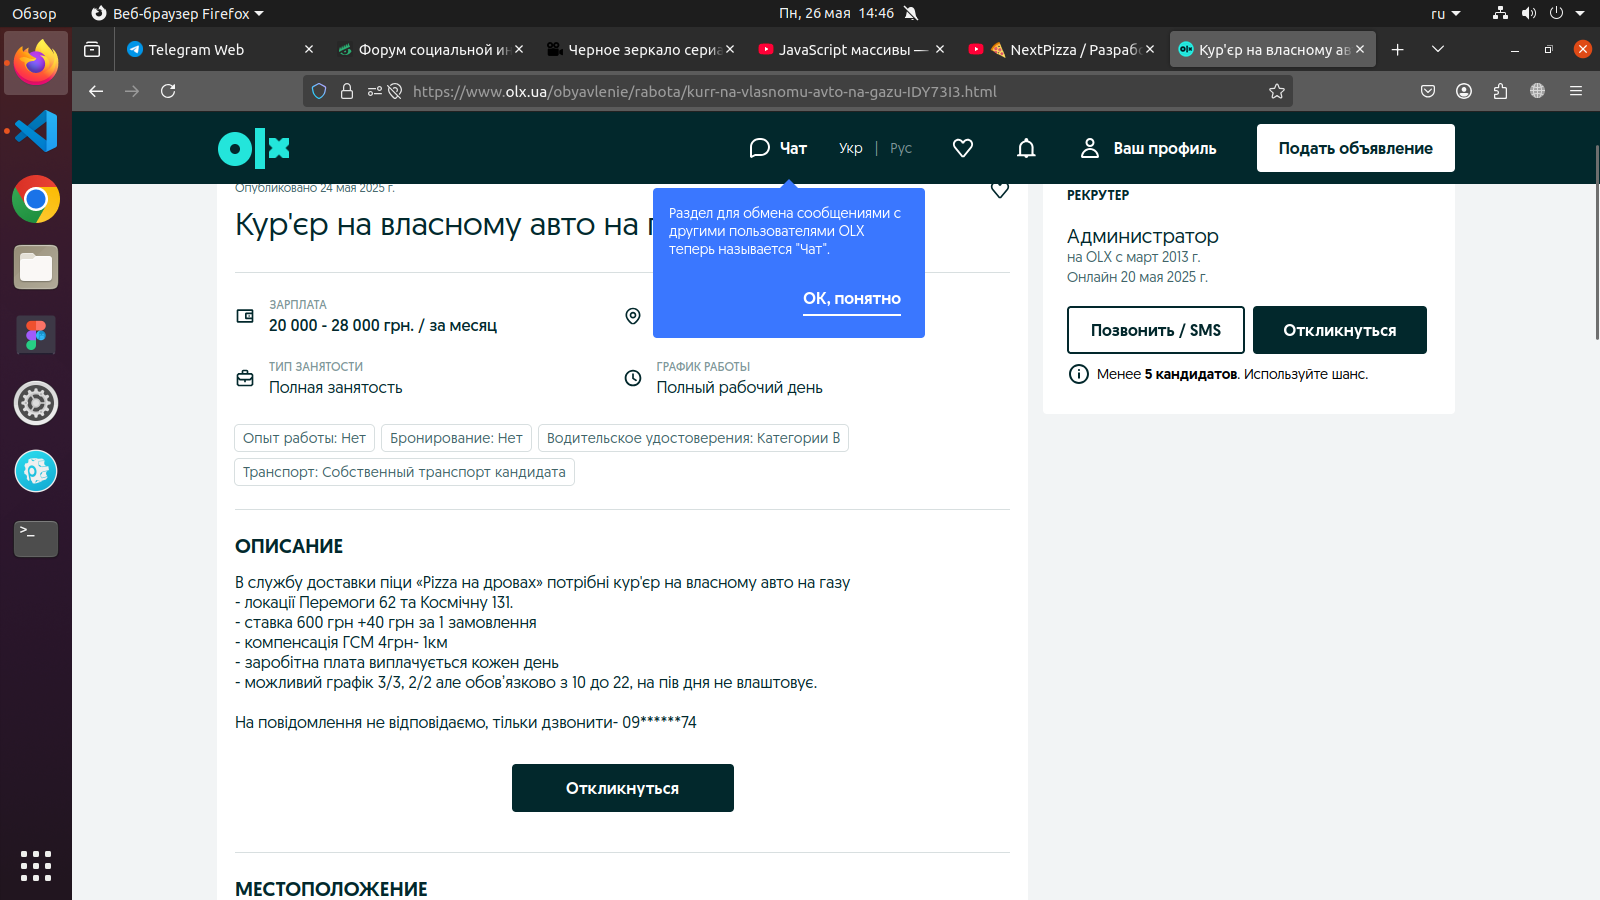 Обзор
Веб-браузер Firefox
Пн, 26 мая 14:46
ru
Telegram Web
Форум социальной ин
Черное зеркало сериа
JavaScript массивы —
NextPizza / Разрабо
Кур'єр на власному ав
https://www.olx.ua/obyavlenie/rabota/kurr-na-vlasnomu-avto-na-gazu-IDY73I3.html
olx
Чат
Укр | Рус
Ваш профиль
Подать объявление
Опубликовано 24 мая 2025 г.
Кур'єр на власному авто на г
Раздел для обмена сообщениями с
другими пользователями OLX
теперь называется "Чат".
ОК, понятно
ЗАРПЛАТА
20 000 - 28 000 грн. / за месяц
ТИП ЗАНЯТОСТИ
Полная занятость
ГРАФИК РАБОТЫ
Полный рабочий день
Опыт работы: Нет
Бронирование: Нет
Водительское удостоверения: Категории B
Транспорт: Собственный транспорт кандидата
ОПИСАНИЕ
В службу доставки піци «Pizza на дровах» потрібні кур'єр на власному авто на газу
- локації Перемоги 62 та Космічну 131.
- ставка 600 грн +40 грн за 1 замовлення
- компенсація ГСМ 4грн- 1км
- заробітна плата виплачується кожен день
- можливий графік 3/3, 2/2 але обов’язково з 10 до 22, на пів дня не влаштовує.
На повідомлення не відповідаємо, тільки дзвонити- 09******74
Откликнуться
МЕСТОПОЛОЖЕНИЕ
РЕКРУТЕР
Администратор
на OLX с март 2013 г.
Онлайн 20 мая 2025 г.
Позвонить / SMS
Откликнуться
Менее 5 кандидатов. Используйте шанс.